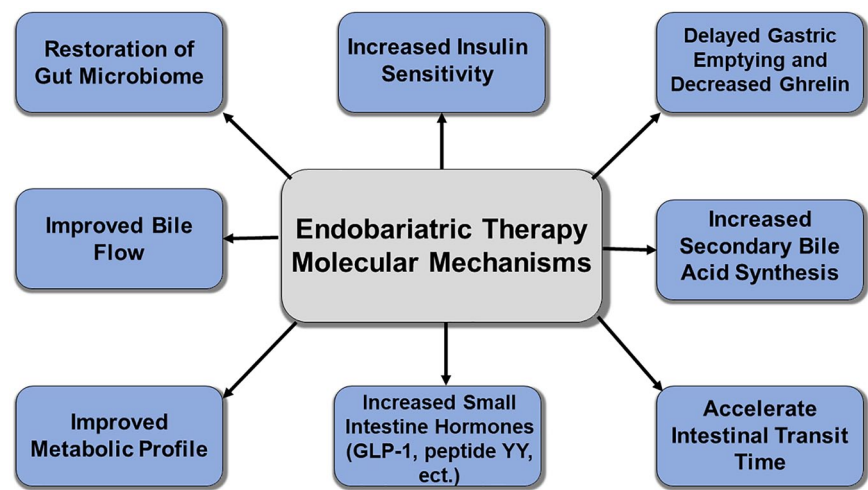 Restoration of
Gut Microbiome
Increased Insulin
Sensitivity
Delayed Gastric
Emptying and
Decreased Ghrelin
Improved Bile
Flow
Endobariatric Therapy
Molecular Mechanisms
Increased
Secondary Bile
Acid Synthesis
Improved
Metabolic Profile
Increased Small
Intestine Hormones
(GLP-1, peptide YY,
ect.)
Accelerate
Intestinal Transit
Time